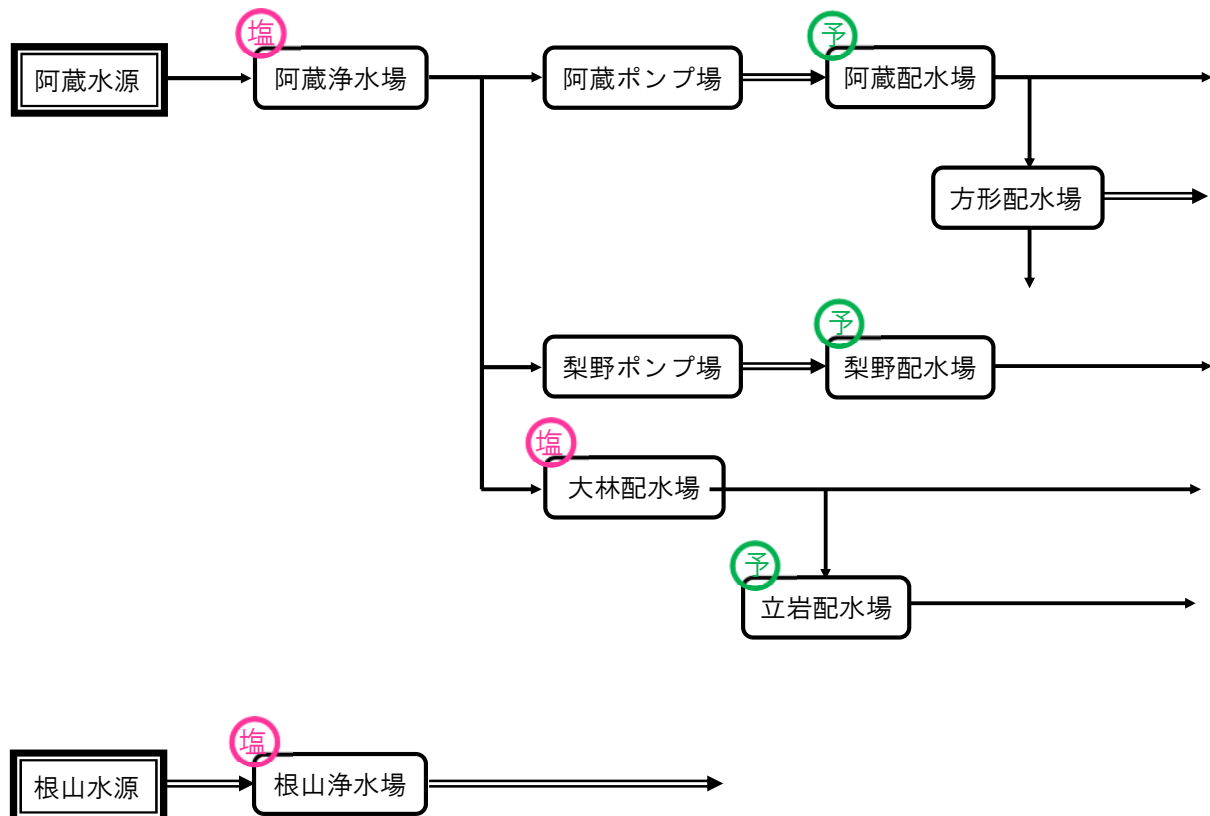 塩
予
阿蔵水源
阿蔵浄水場
阿蔵ポンプ場
阿蔵配水場
方形配水場
予
梨野ポンプ場
梨野配水場
塩
大林配水場
予
立岩配水場
塩
根山水源
根山浄水場